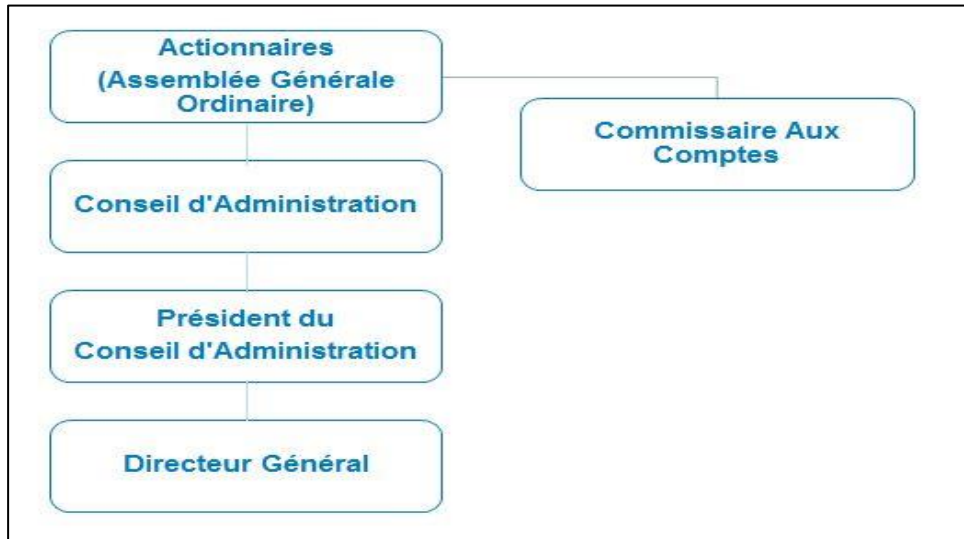 Actionnaires
(Assemblée Générale
Ordinaire)
Commissaire Aux
Comptes
Conseil d'Administration
Président du
Conseil d'Administration
Directeur Général